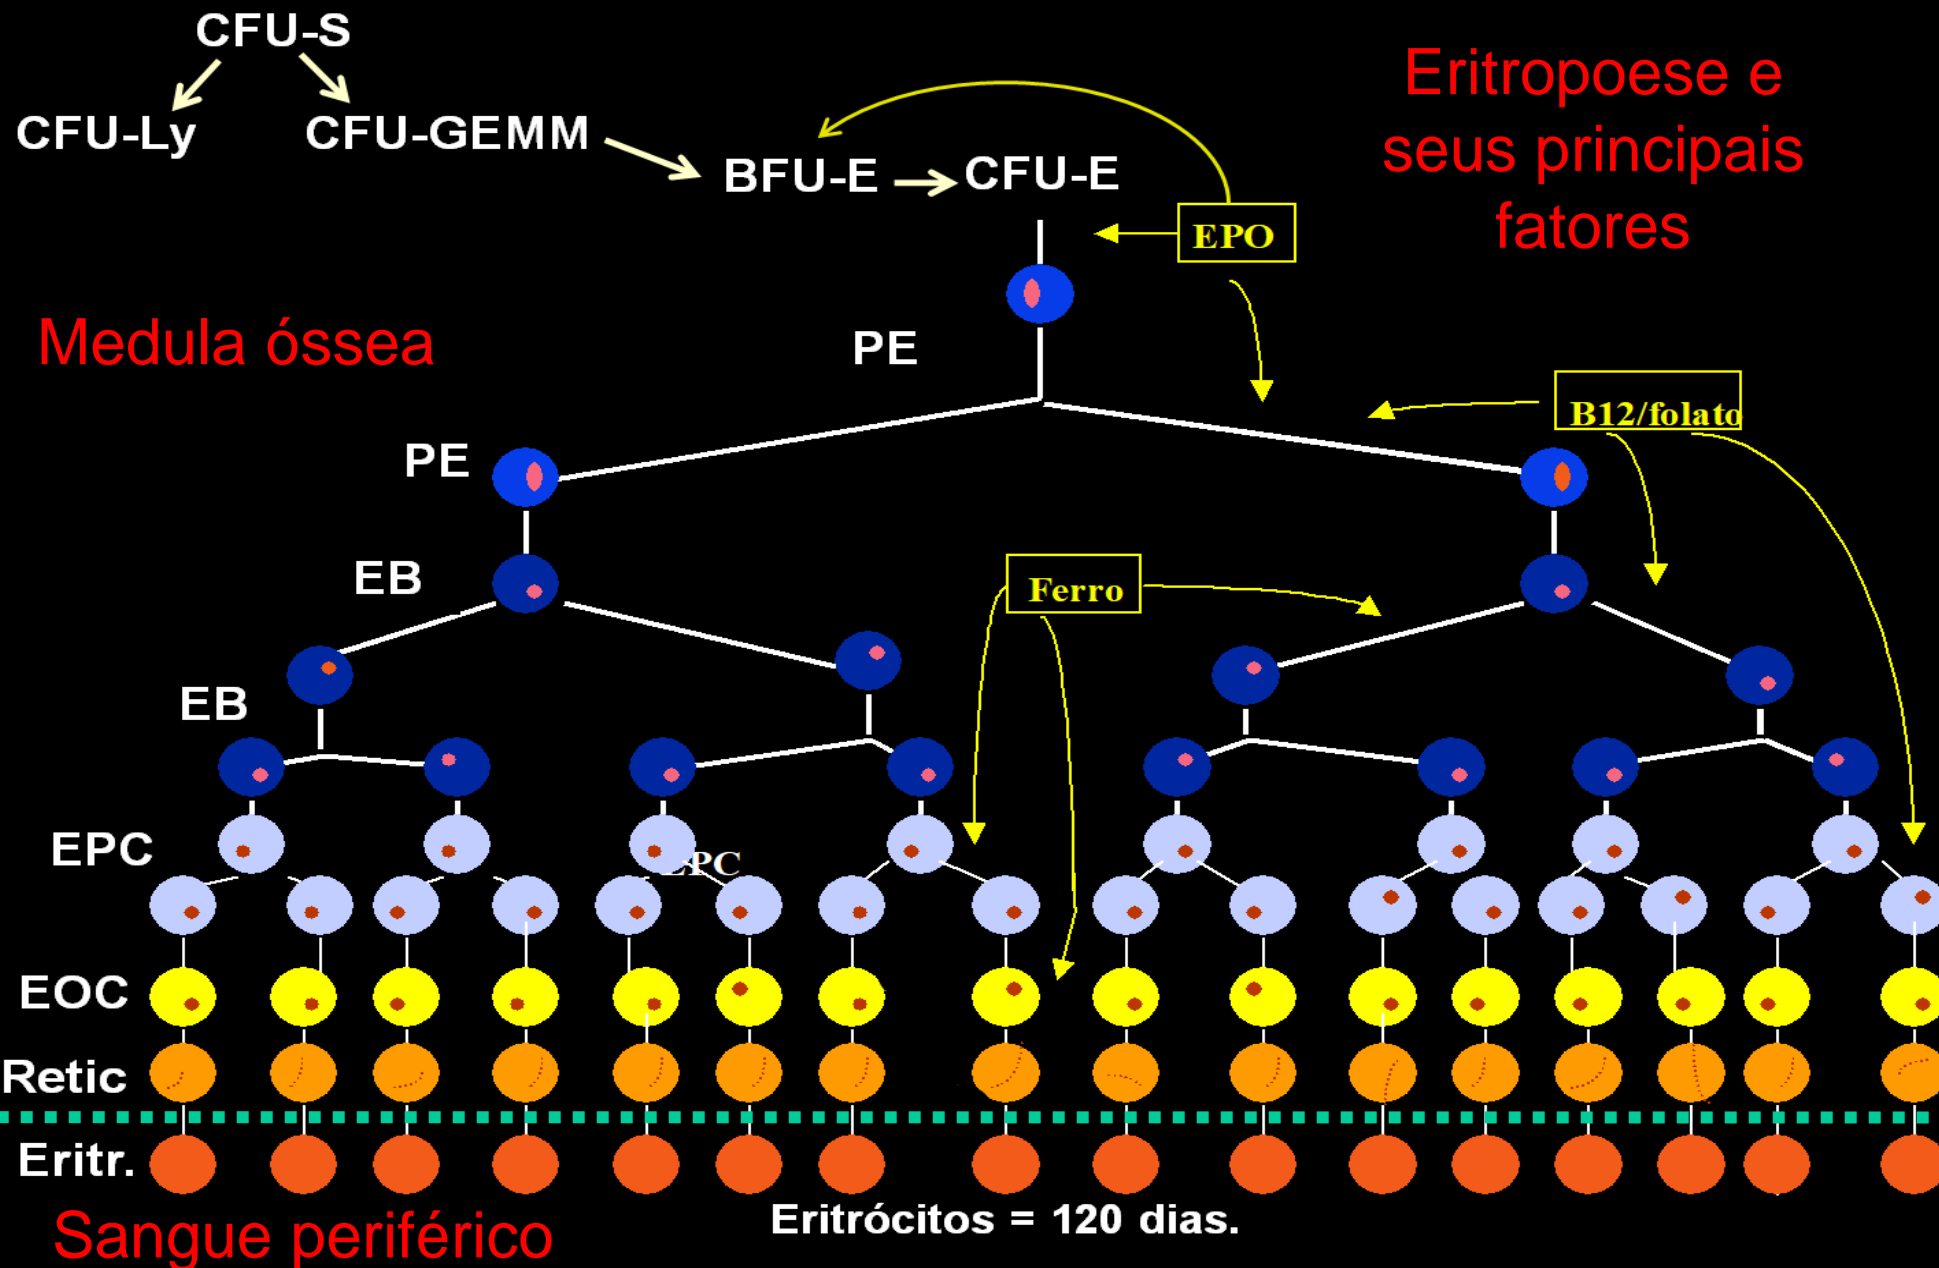 CFU-S
Eritropoese e
seus principais
fatores
CFU-Ly
CFU-GEMM
BFU-E
CFU-E
EPO
Medula óssea
PE
B12/folato
PE
EB
Ferro
EB
EPC
EPC
EOC
Retic
Eritr.
Eritrócitos = 120 dias.
Sangue periférico